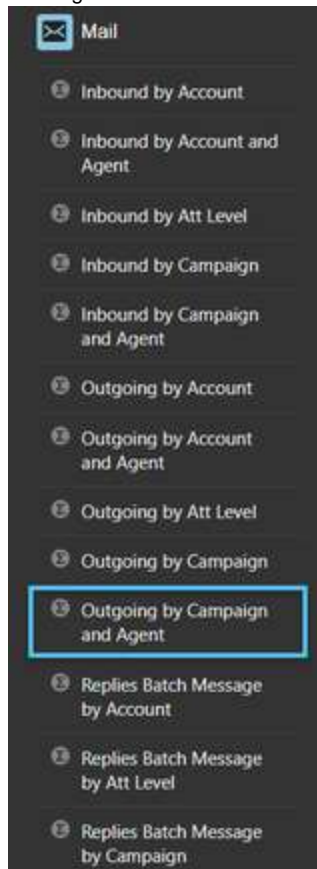 Mail
Inbound by Account
Inbound by Account and
Agent
Inbound by Att Level
Inbound by Campaign
Inbound by Campaign
and Agent
Outgoing by Account
Outgoing by Account
and Agent
Outgoing by Att Level
Outgoing by Campaign
Outgoing by Campaign
and Agent
Replies Batch Message
by Account
Replies Batch Message
by Att Level
Replies Batch Message
by Campaign